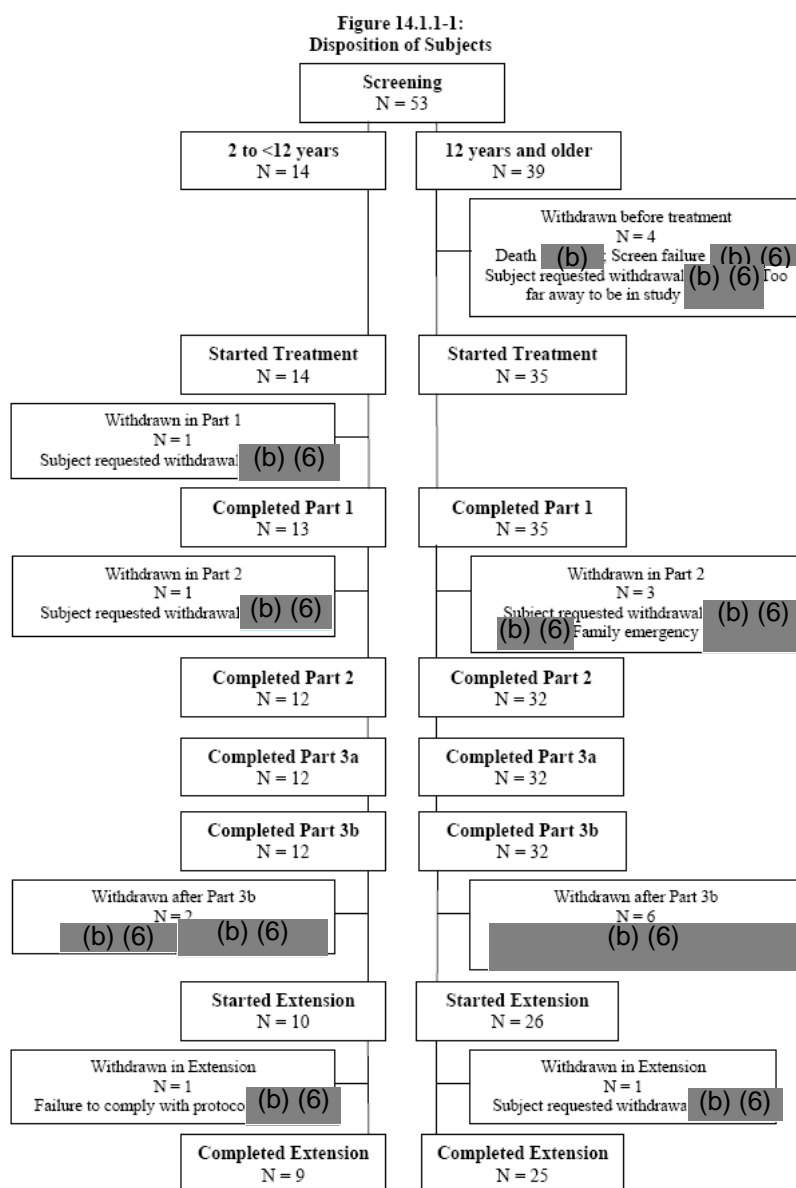 Figure 14.1.1-1:
Disposition of Subjects
Screening
N = 53
2 to <12 years
N = 14
12 years and older
N = 39
Withdrawn before treatment
N = 4
Death (b) ; Screen failure (b) (6)
Subject requested withdrawal (b) (6) Too
far away to be in study
Started Treatment
N = 14
Started Treatment
N = 35
Withdrawn in Part 1
N = 1
Subject requested withdrawal (b) (6)
Completed Part 1
N = 13
Completed Part 1
N = 35
Withdrawn in Part 2
N = 1
Subject requested withdrawal (b) (6)
Withdrawn in Part 2
N = 3
Subject requested withdrawal (b) (6)
(b) (6) Family emergency
Completed Part 2
N = 12
Completed Part 2
N = 32
Completed Part 3a
N = 12
Completed Part 3a
N = 32
Completed Part 3b
N = 12
Completed Part 3b
N = 32
Withdrawn after Part 3b
N = 2
(b) (6) (b) (6)
Withdrawn after Part 3b
N = 6
(b) (6)
Started Extension
N = 10
Started Extension
N = 26
Withdrawn in Extension
N = 1
Failure to comply with protoco (b) (6)
Withdrawn in Extension
N = 1
Subject requested withdrawa (b) (6)
Completed Extension
N = 9
Completed Extension
N = 25